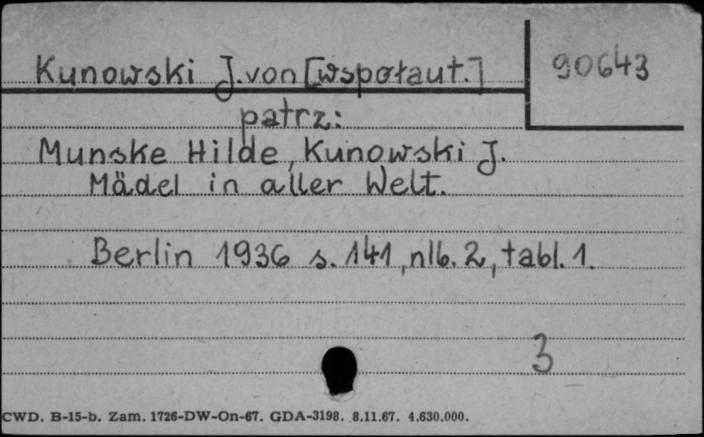 Kunowski J. von [współaut.]
90643
patrz:
Munske Hilde, Kunowski J.
Mädel in aller Welt.
Berlin 1936 s. 141, nlb. 2, tabl. 1.
3
CWD. B-15-b. Zam. 1726-DW-On-67. GDA-3198. 8.11.67. 4.630.000.